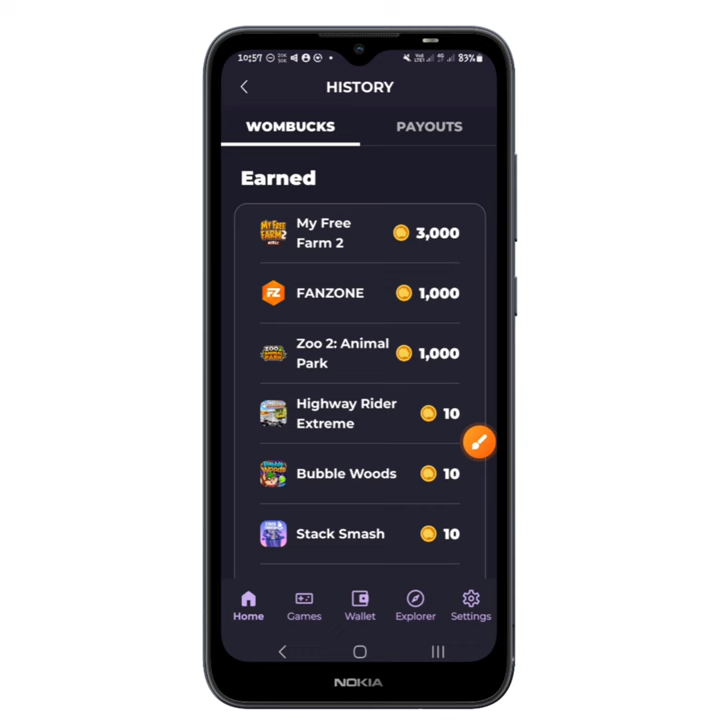 10:57
83%
HISTORY
WOMBUCKS PAYOUTS
Earned
My Free
Farm 2
3,000
FANZONE 1,000
Zoo 2: Animal
Park
1,000
Highway Rider
Extreme
10
Bubble Woods 10
Stack Smash 10
Home Games Wallet Explorer Settings
NOKIA